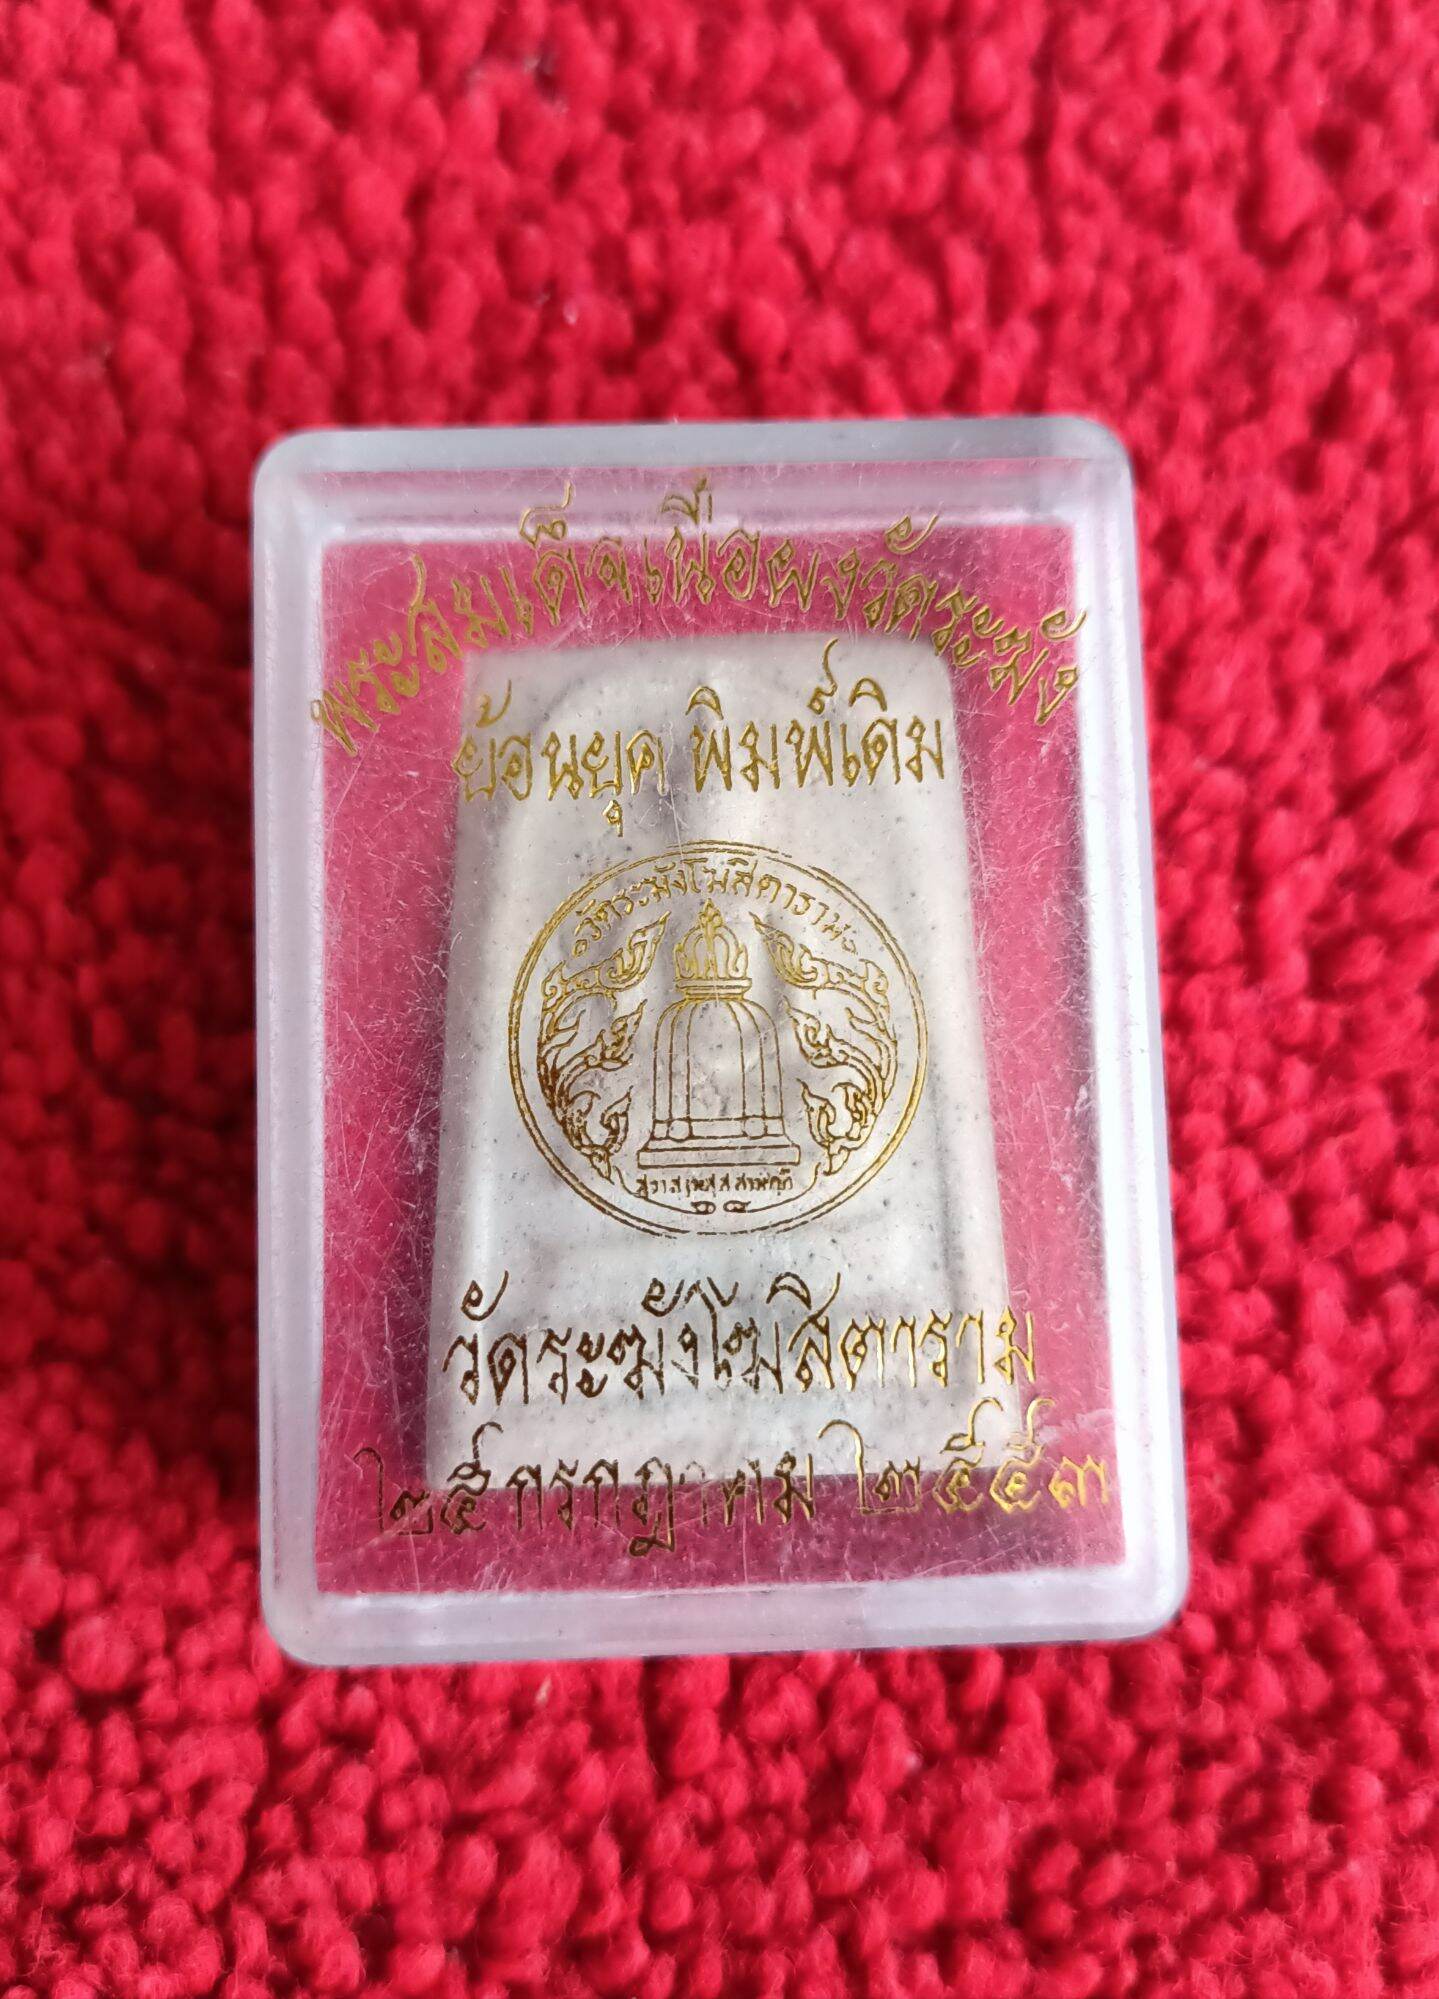 พระสมเด็จเนื้อผงวัดระฆัง
ย้อนยุค พิมพ์เดิม
วัดระฆังโฆสิตาราม
วัดระฆังโฆสิตาราม
๒๕ กรกฎาคม ๒๕๕๓